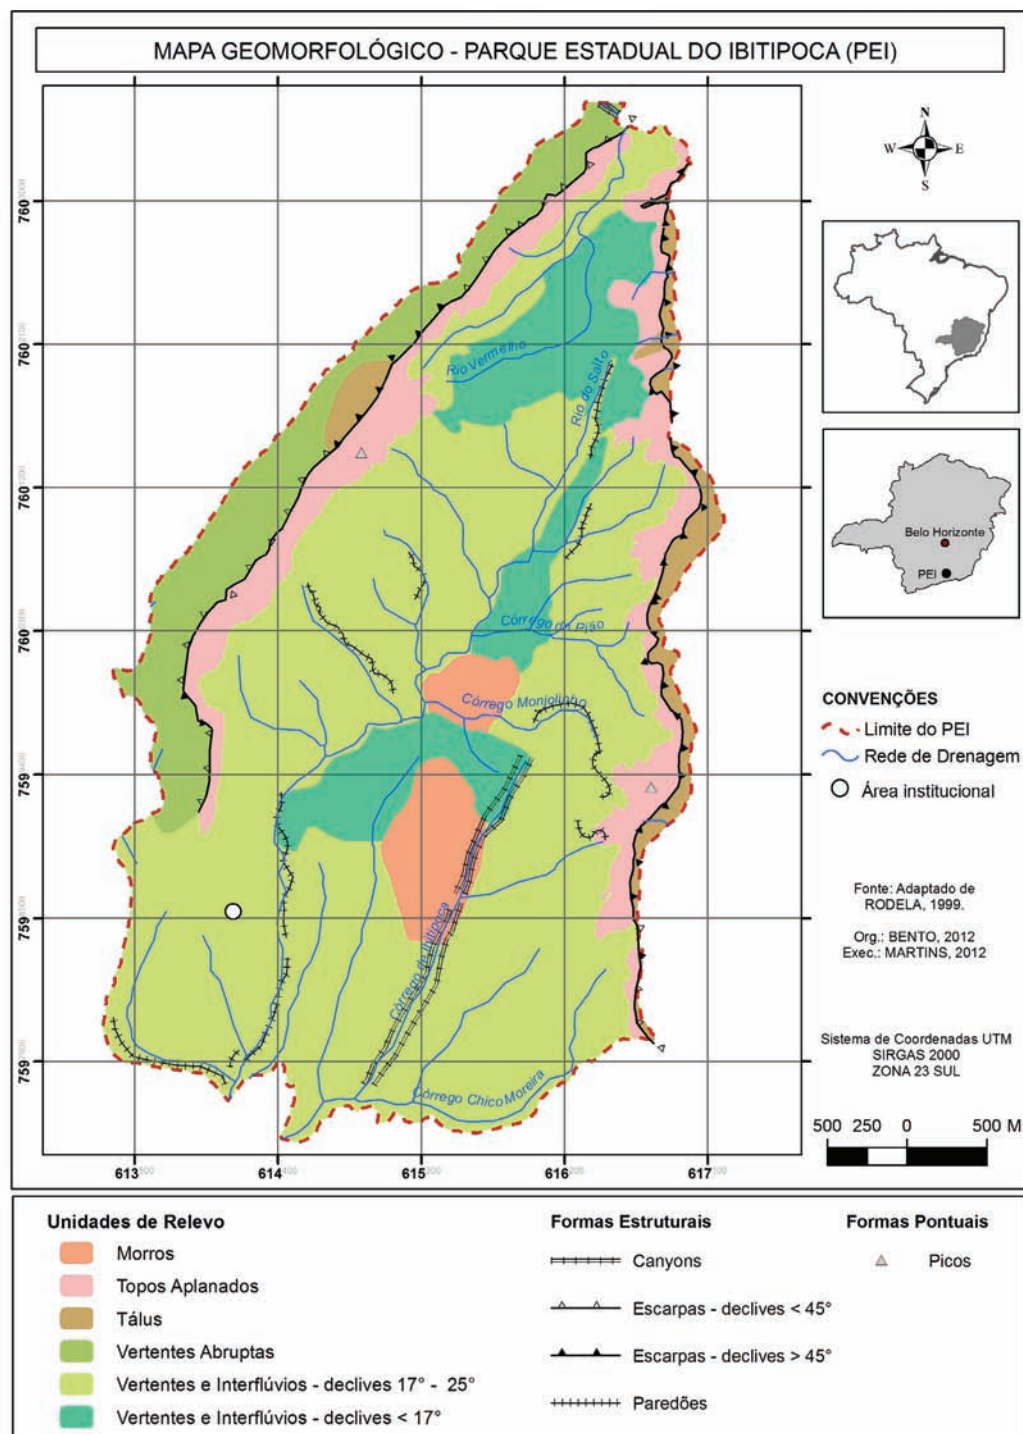 MAPA GEOMORFOLÓGICO - PARQUE ESTADUAL DO IBITIPOCA (PEI)
N
W E
S
Rio Vermelho
Rio do Salto
Córrego do Pião
Córrego Monjolinho
Córrego de Ibitipoca
Córrego Chico Moreira
760
760
760
760
759
759
759
613
614
615
616
617
Belo Horizonte
PEI
CONVENÇÕES
Limite do PEI
Rede de Drenagem
Área institucional
Fonte: Adaptado de
RODELA, 1999.
Org.: BENTO, 2012
Exec.: MARTINS, 2012
Sistema de Coordenadas UTM
SIRGAS 2000
ZONA 23 SUL
500 250 0 500 M
Unidades de Relevo
Morros
Topos Aplanados
Tálus
Vertentes Abruptas
Vertentes e Interflúvios - declives 17° - 25°
Vertentes e Interflúvios - declives < 17°
Formas Estruturais
Canyons
Escarpas - declives < 45°
Escarpas - declives > 45°
Paredões
Formas Pontuais
Picos